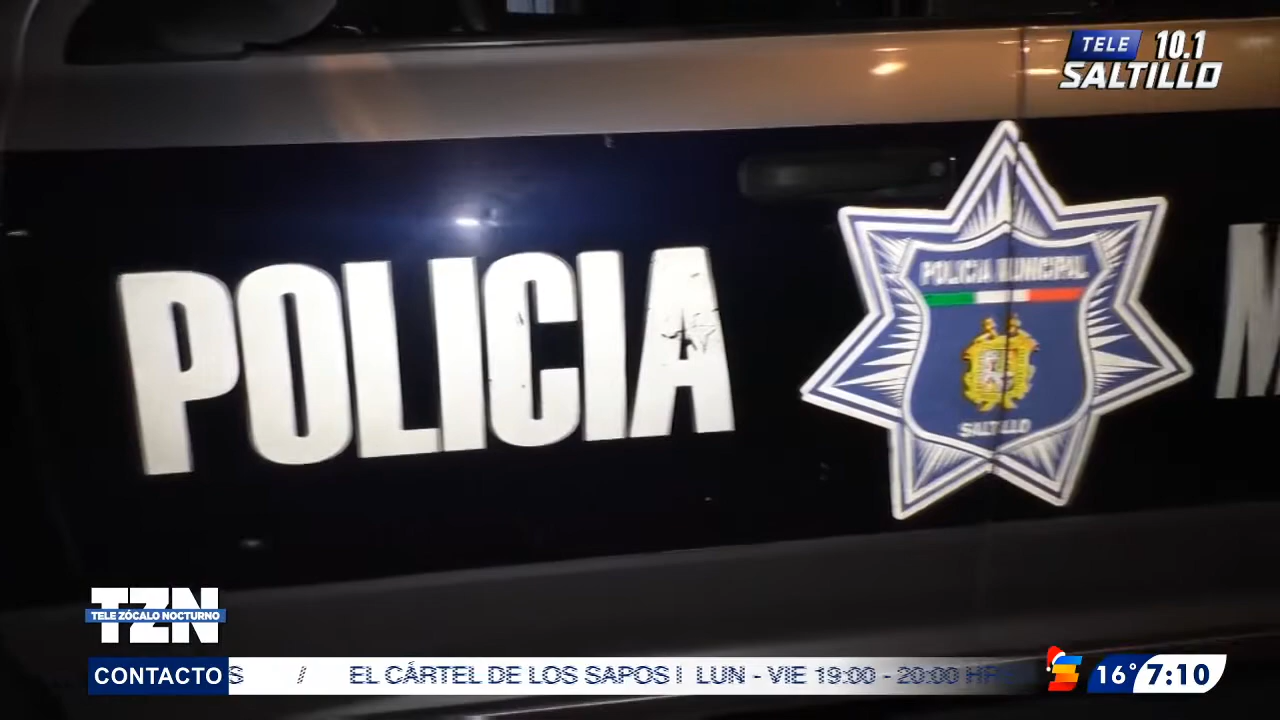 TELE 10.1
SALTILLO
POLICIA
POLICIA MUNICIPAL
SALTILLO
TZN
TELE ZÓCALO NOCTURNO
CONTACTO
S / EL CÁRTEL DE LOS SAPOS | LUN - VIE 19:00 - 20:00 HR
16° 7:10